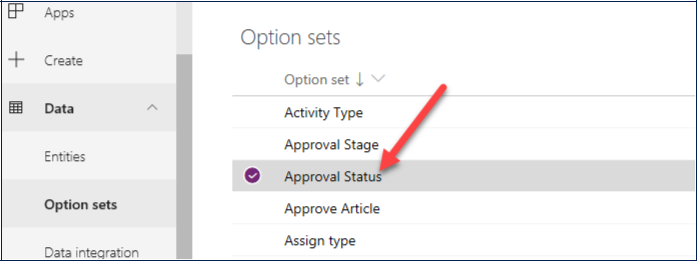 Apps
Create
Data
Entities
Option sets
Data integration
Option sets
Option set
Activity Type
Approval Stage
Approval Status
Approve Article
Assign type